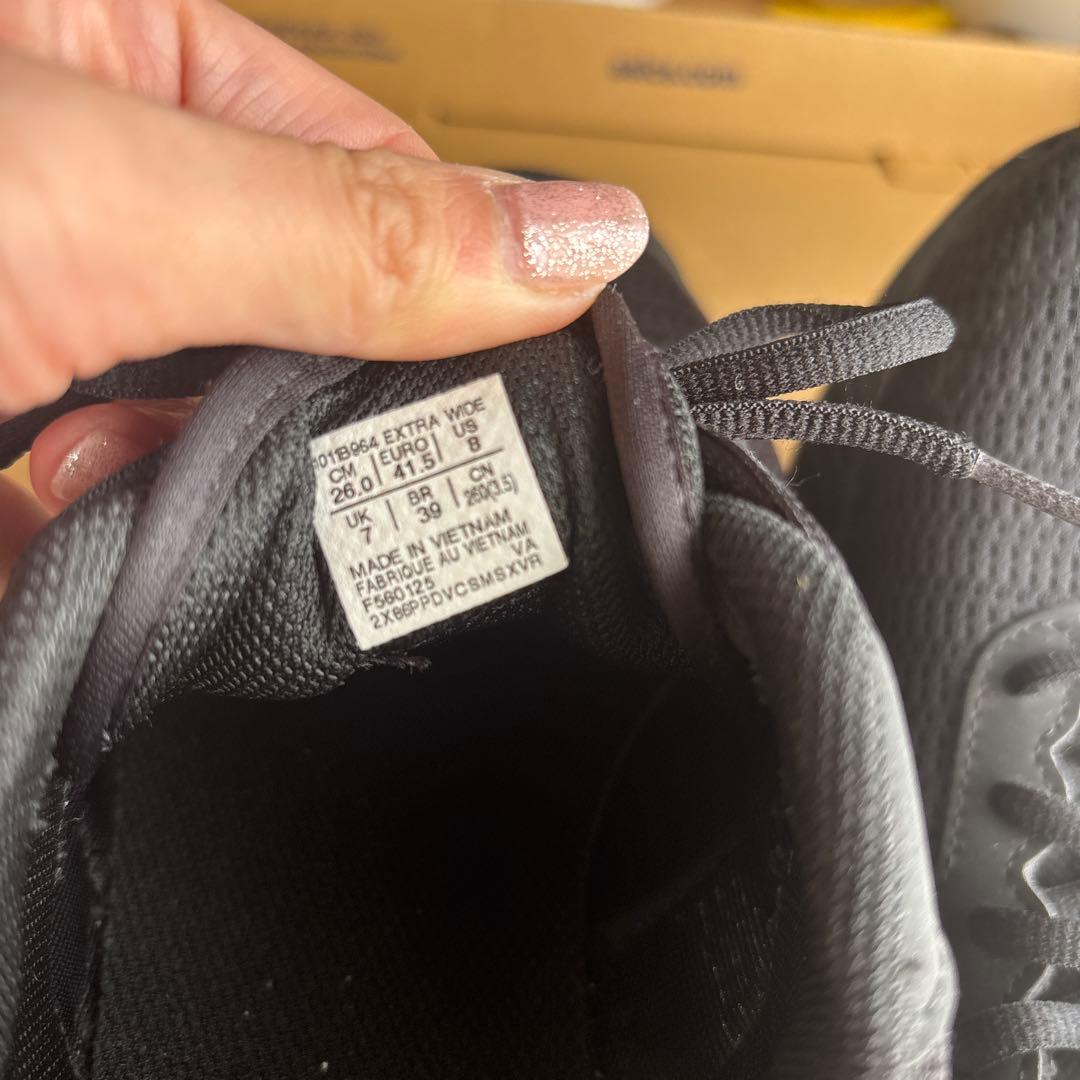 EXTRA WIDE
CM EURO US
26.0 41.5 8
UK BR CN
7 39 260(3.5)
MADE IN VIETNAM
FABRIQUE AU VIETNAM
F560125 VA
2X86PPDVCSMSXVR